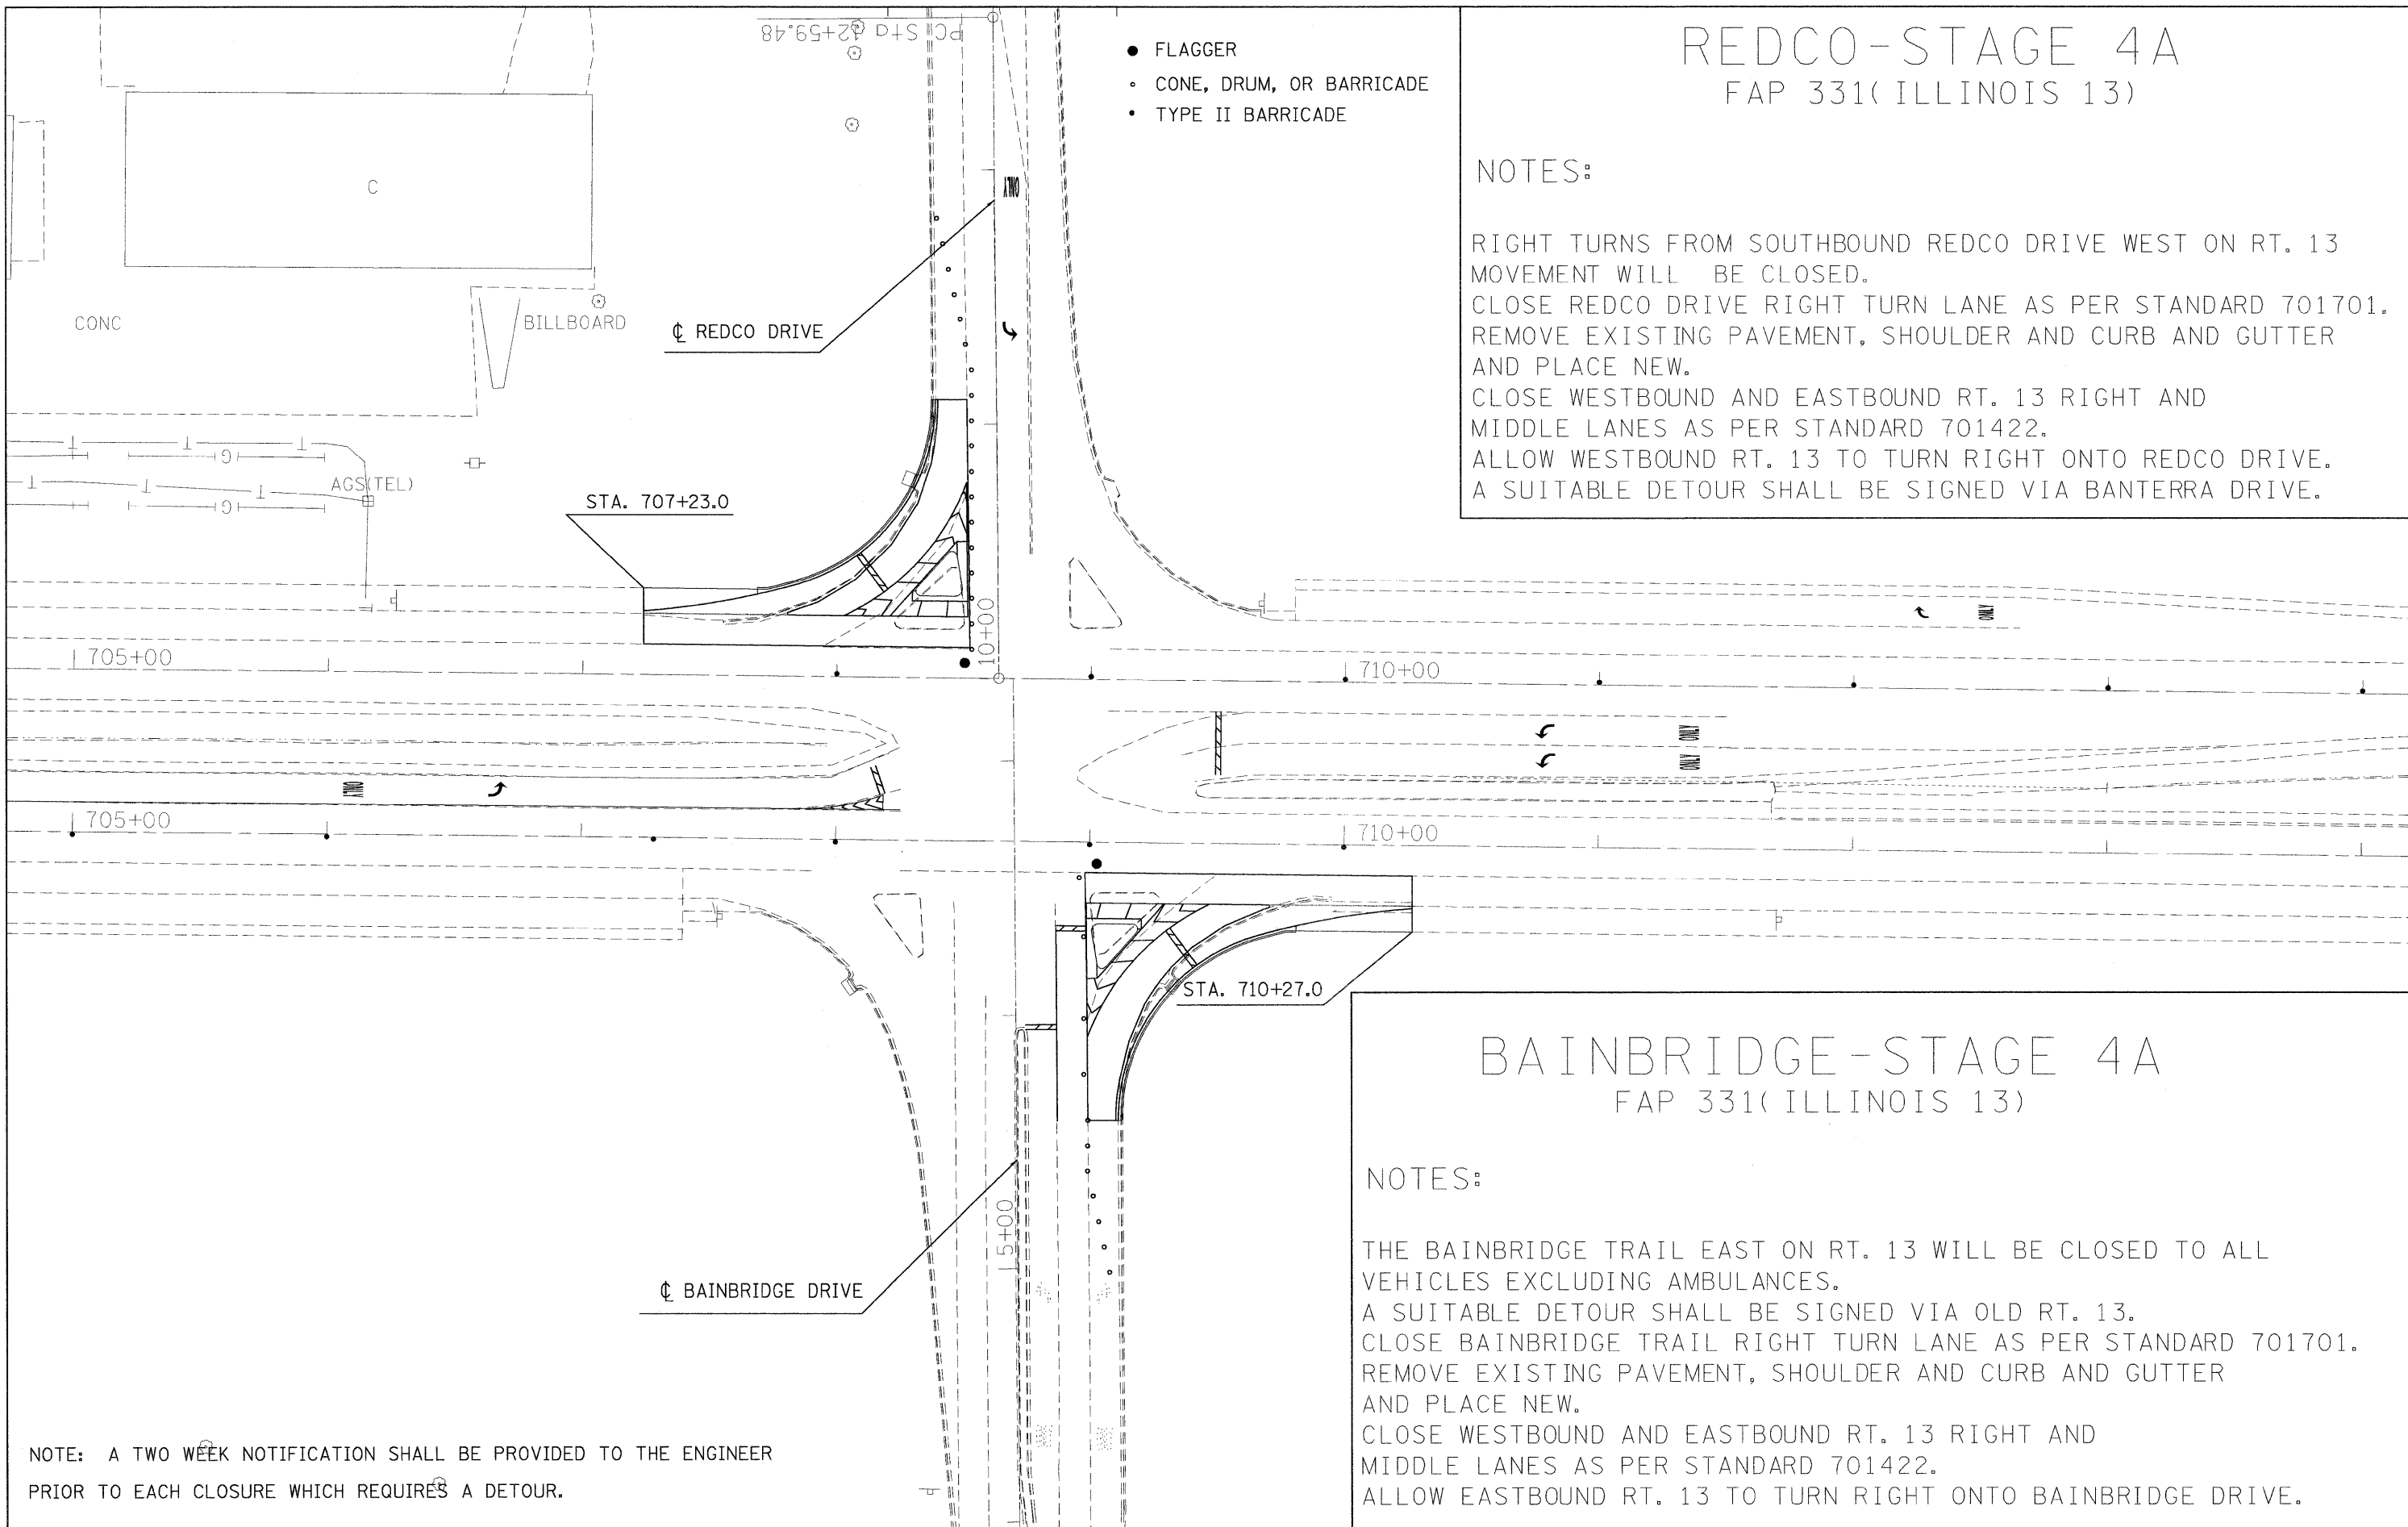 PC Sta 12+59.48
● FLAGGER
○ CONE, DRUM, OR BARRICADE
• TYPE II BARRICADE
REDCO-STAGE 4A
FAP 331(ILLINOIS 13)
NOTES:
RIGHT TURNS FROM SOUTHBOUND REDCO DRIVE WEST ON RT. 13
MOVEMENT WILL BE CLOSED.
CLOSE REDCO DRIVE RIGHT TURN LANE AS PER STANDARD 701701.
REMOVE EXISTING PAVEMENT, SHOULDER AND CURB AND GUTTER
AND PLACE NEW.
CLOSE WESTBOUND AND EASTBOUND RT. 13 RIGHT AND
MIDDLE LANES AS PER STANDARD 701422.
ALLOW WESTBOUND RT. 13 TO TURN RIGHT ONTO REDCO DRIVE.
A SUITABLE DETOUR SHALL BE SIGNED VIA BANTERRA DRIVE.
C
ONLY
CONC
BILLBOARD
℄ REDCO DRIVE
G
AGS(TEL)
G
STA. 707+23.0
10+00
ONLY
705+00
710+00
ONLY
ONLY
ONLY
705+00
710+00
STA. 710+27.0
15+00
℄ BAINBRIDGE DRIVE
BAINBRIDGE-STAGE 4A
FAP 331(ILLINOIS 13)
NOTES:
THE BAINBRIDGE TRAIL EAST ON RT. 13 WILL BE CLOSED TO ALL
VEHICLES EXCLUDING AMBULANCES.
A SUITABLE DETOUR SHALL BE SIGNED VIA OLD RT. 13.
CLOSE BAINBRIDGE TRAIL RIGHT TURN LANE AS PER STANDARD 701701.
REMOVE EXISTING PAVEMENT, SHOULDER AND CURB AND GUTTER
AND PLACE NEW.
CLOSE WESTBOUND AND EASTBOUND RT. 13 RIGHT AND
MIDDLE LANES AS PER STANDARD 701422.
ALLOW EASTBOUND RT. 13 TO TURN RIGHT ONTO BAINBRIDGE DRIVE.
NOTE: A TWO WEEK NOTIFICATION SHALL BE PROVIDED TO THE ENGINEER
PRIOR TO EACH CLOSURE WHICH REQUIRES A DETOUR.